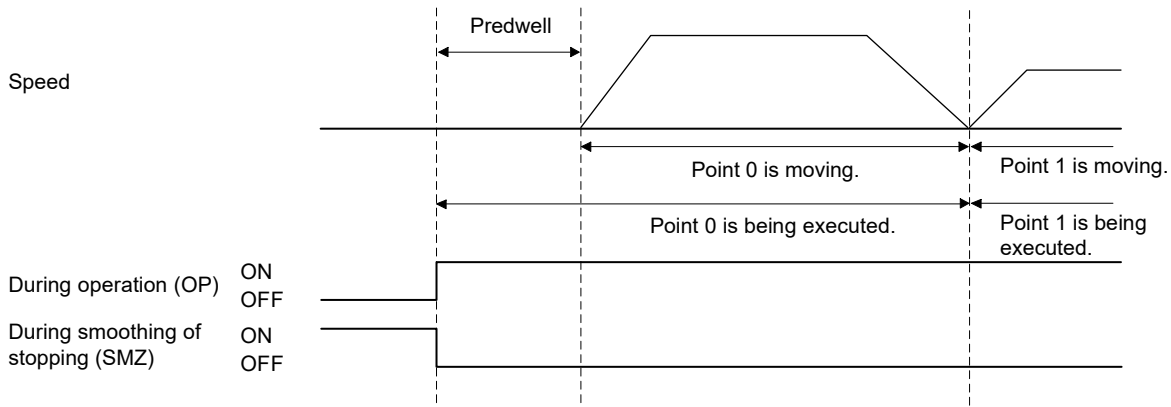 Predwell
Speed
Point 0 is moving.
Point 1 is moving.
Point 0 is being executed.
Point 1 is being
executed.
During operation (OP)
ON
OFF
During smoothing of
stopping (SMZ)
ON
OFF